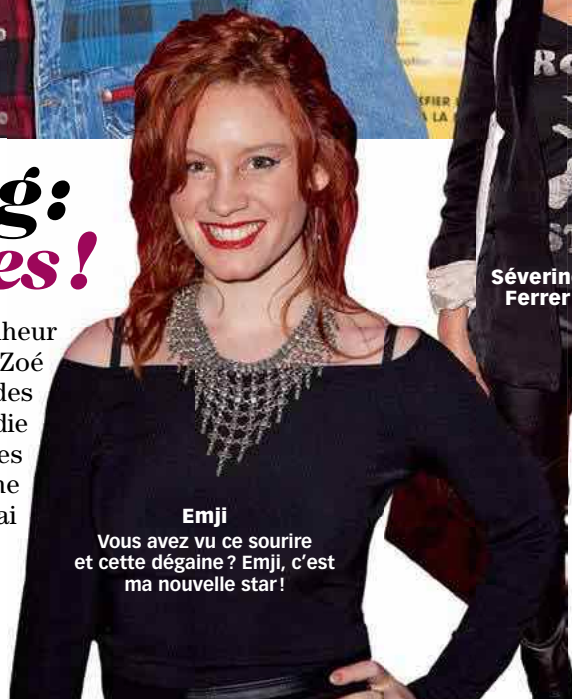 g:
es !
heur
Zoé
des
die
es
ne
ai
Emji
Vous avez vu ce sourire
et cette dégaine ? Emji, c'est
ma nouvelle star !
Séverin
Ferrer